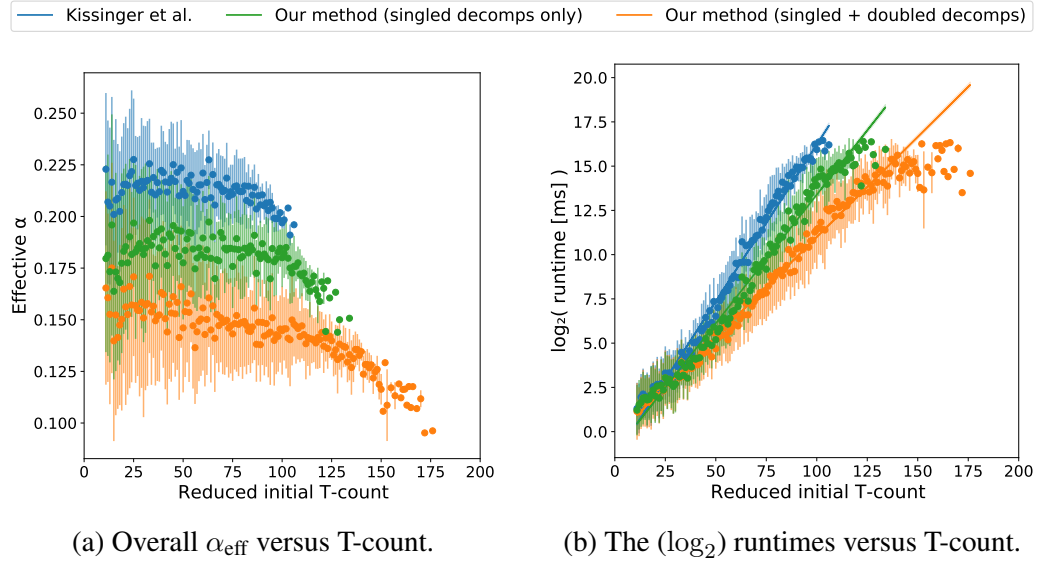 Kissinger et al.
Our method (singled decomps only)
Our method (singled + doubled decomps)
Effective α
0.250
0.225
0.200
0.175
0.150
0.125
0.100
0 25 50 75 100 125 150 175 200
Reduced initial T-count
log₂( runtime [ms] )
20.0
17.5
15.0
12.5
10.0
7.5
5.0
2.5
0.0
0 25 50 75 100 125 150 175 200
Reduced initial T-count
(a) Overall α_eff versus T-count.
(b) The (log₂) runtimes versus T-count.